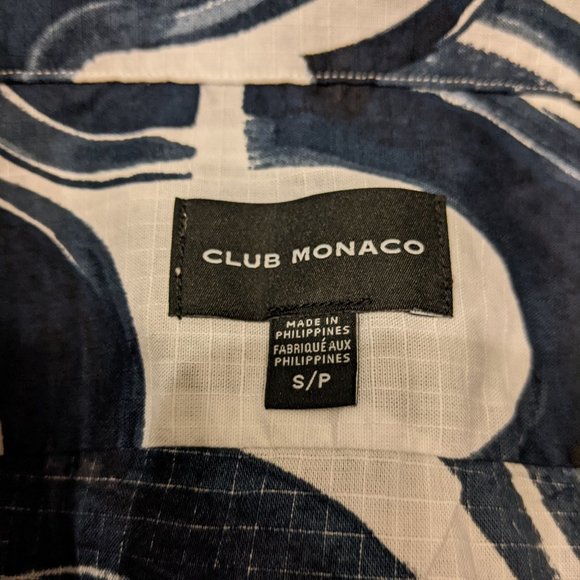 CLUB MONACO
MADE IN
PHILIPPINES
FABRIQUÉ AUX
PHILIPPINES
S/P